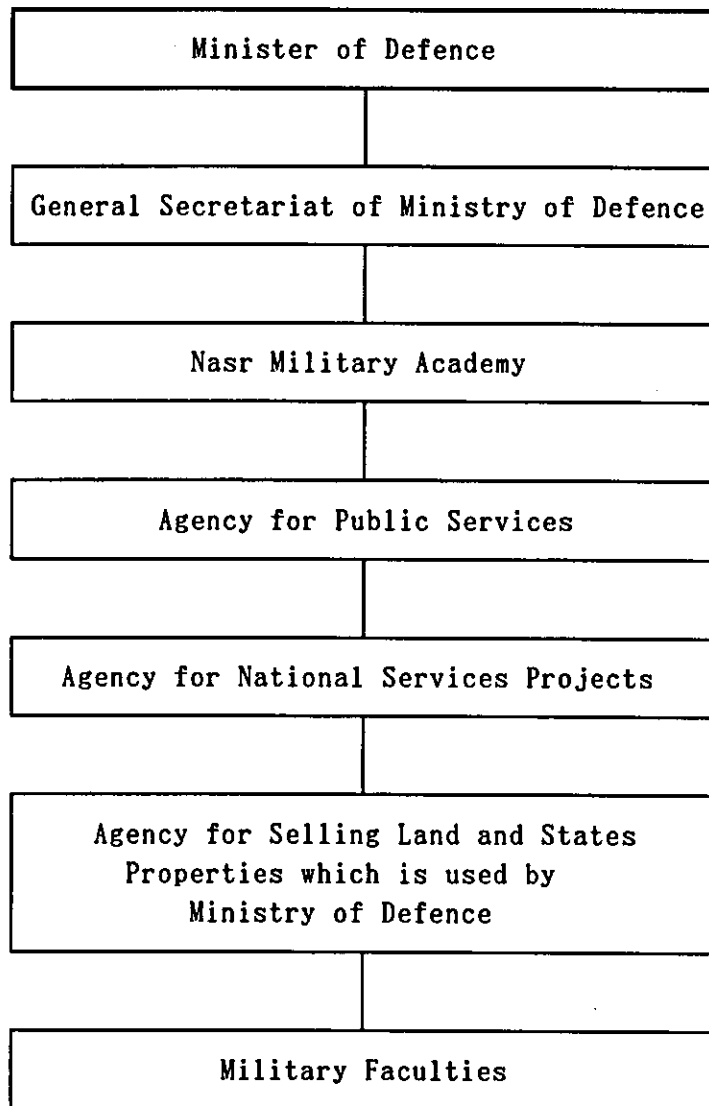 Minister of Defence
General Secretariat of Ministry of Defence
Nasr Military Academy
Agency for Public Services
Agency for National Services Projects
Agency for Selling Land and States
Properties which is used by
Ministry of Defence
Military Faculties